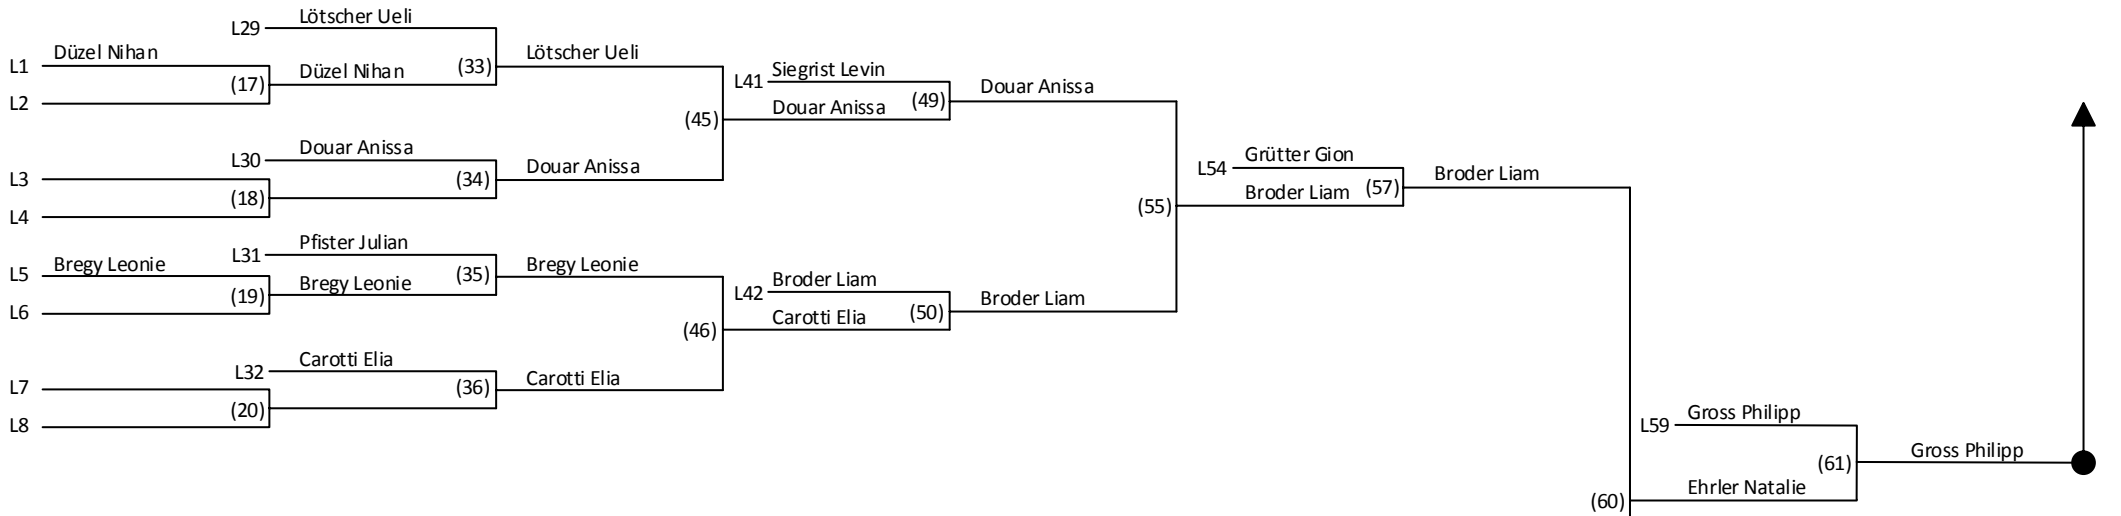 L29 Lötscher Ueli
L1 Düzel Nihan
L2
(17) Düzel Nihan
(33) Lötscher Ueli
L30 Douar Anissa
L3
L4
(18)
(34) Douar Anissa
(45)
L41 Siegrist Levin
Douar Anissa
(49) Douar Anissa
L31 Pfister Julian
L5 Bregy Leonie
L6
(19) Bregy Leonie
(35) Bregy Leonie
L32 Carotti Elia
L7
L8
(20)
(36) Carotti Elia
(46)
L42 Broder Liam
Carotti Elia
(50) Broder Liam
(55)
L54 Grütter Gion
Broder Liam
(57) Broder Liam
(60)
L59 Gross Philipp
Ehrler Natalie
(61) Gross Philipp